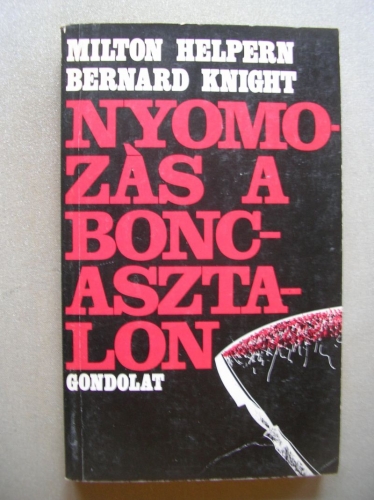 MILTON HELPERN
BERNARD KNIGHT
NYOMO-
ZÀS A
BONC-
ASZTA-
LON
GONDOLAT